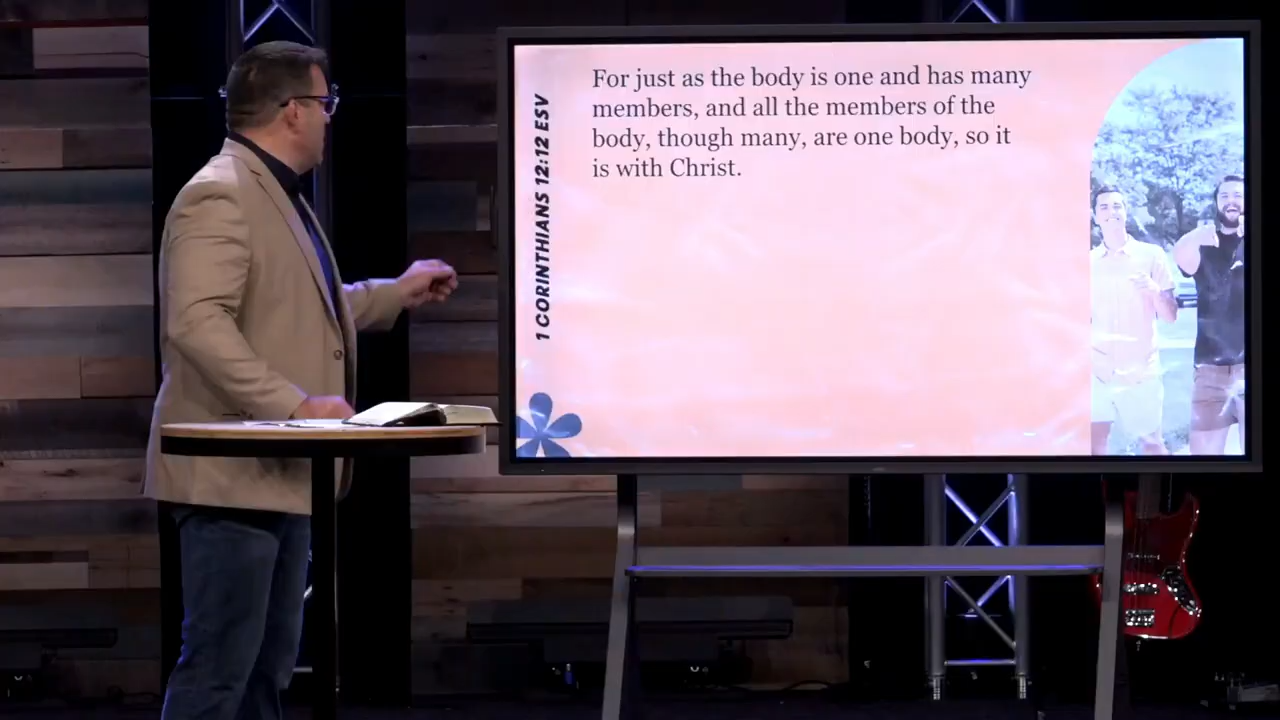 1 CORINTHIANS 12:12 ESV
For just as the body is one and has many
members, and all the members of the
body, though many, are one body, so it
is with Christ.